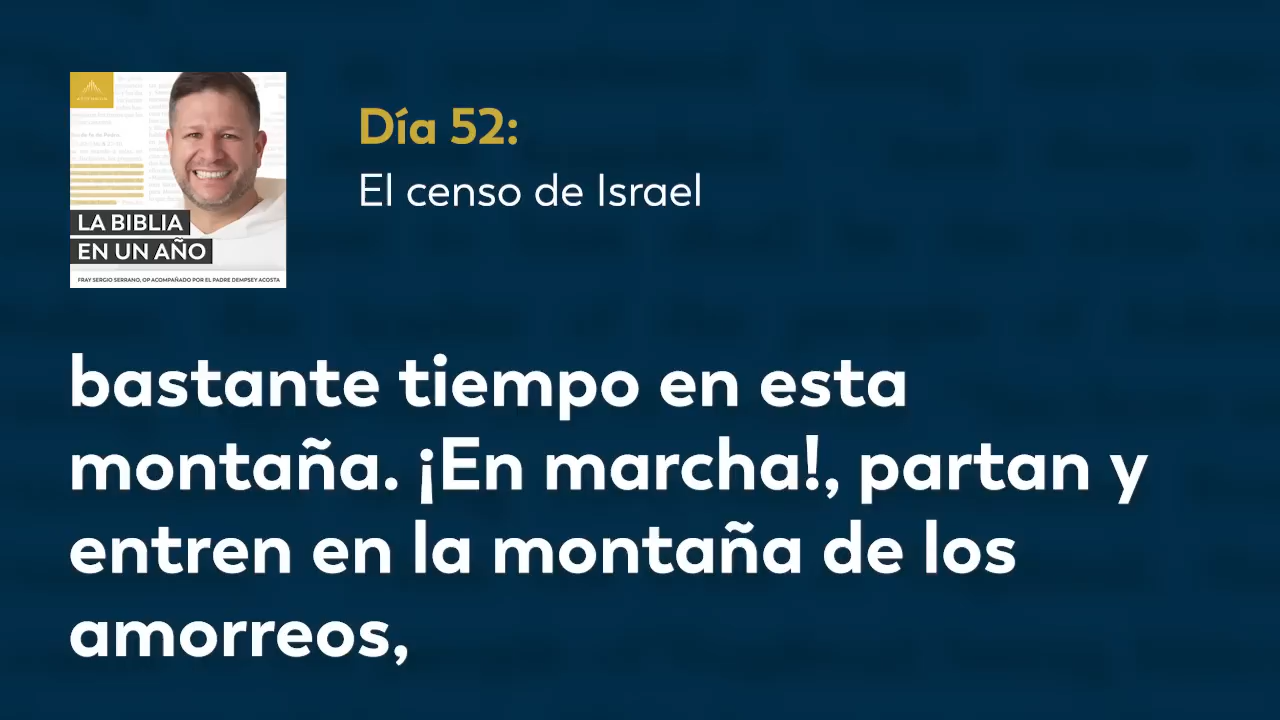 Día 52:
El censo de Israel
LA BIBLIA
EN UN AÑO
FRAY SERGIO SERRANO, OP ACOMPAÑADO POR EL PADRE DEMPSEY ACOSTA
bastante tiempo en esta
montaña. ¡En marcha!, partan y
entren en la montaña de los
amorreos,